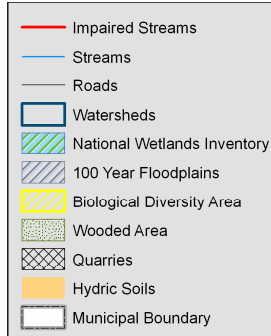 Impaired Streams
Streams
Roads
Watersheds
National Wetlands Inventory
100 Year Floodplains
Biological Diversity Area
Wooded Area
Quarries
Hydric Soils
Municipal Boundary